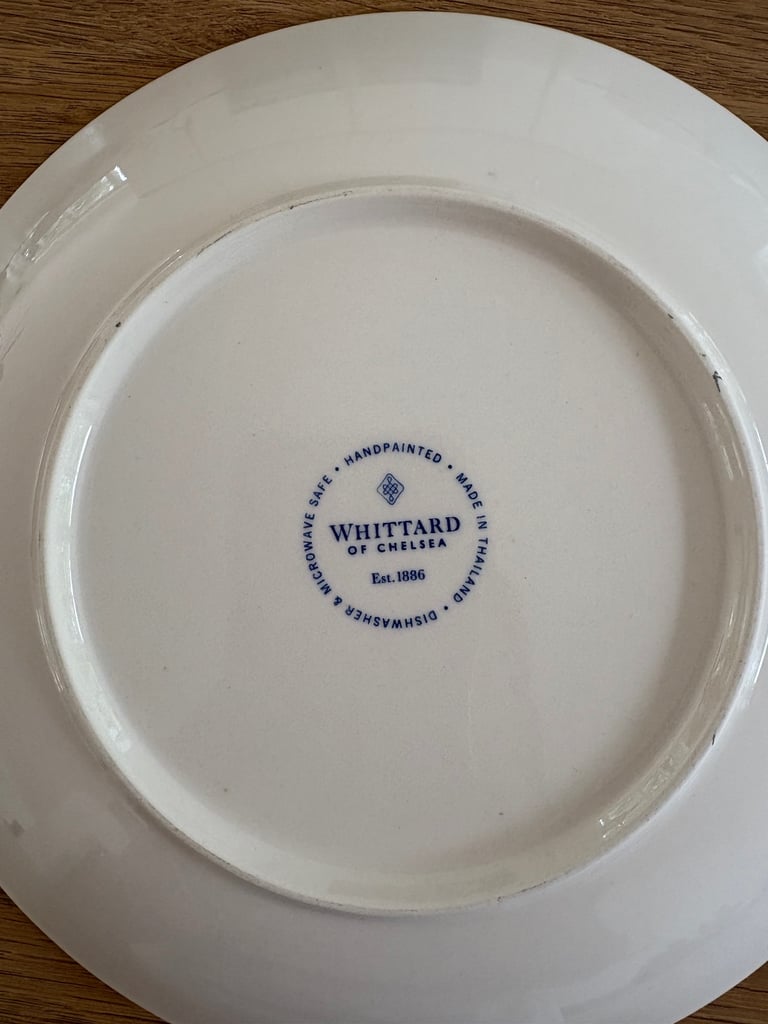 HANDPAINTED • MADE IN THAILAND • DISHWASHER & MICROWAVE SAFE •
WHITTARD
OF CHELSEA
Est. 1886